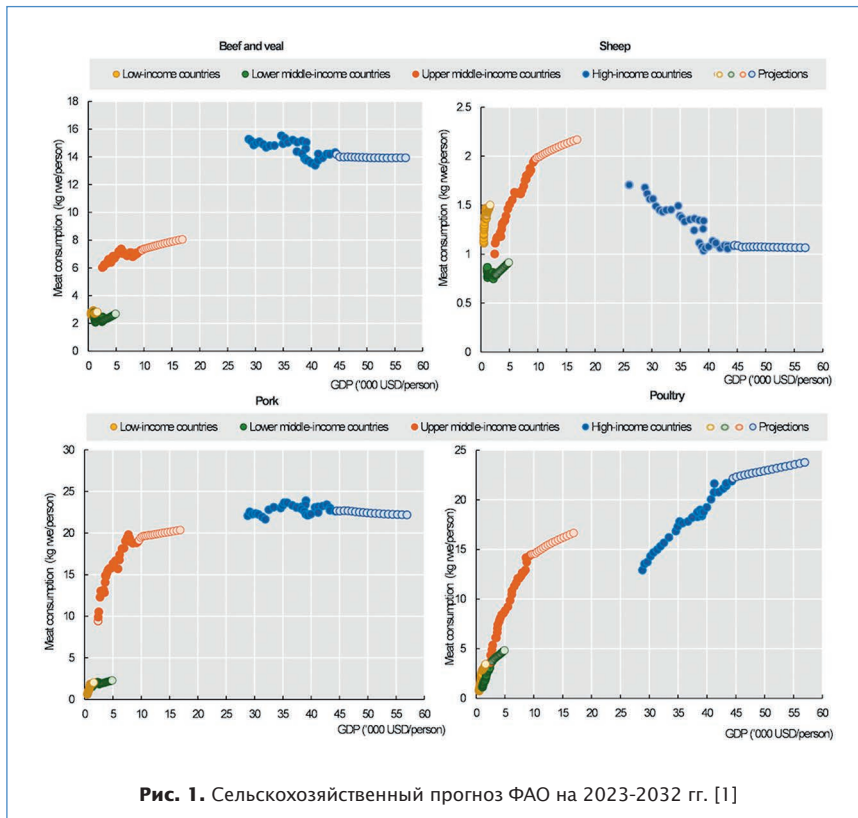 Beef and veal
Sheep
Low-income countries Lower middle-income countries Upper middle-income countries High-income countries Projections
Meat consumption (kg rwe/person)
18
16
14
12
10
8
6
4
2
0
0 5 10 15 20 25 30 35 40 45 50 55 60
GDP ('000 USD/person)
Meat consumption (kg rwe/person)
2.5
2
1.5
1
0.5
0
0 5 10 15 20 25 30 35 40 45 50 55 60
GDP ('000 USD/person)
Pork
Poultry
Low-income countries Lower middle-income countries Upper middle-income countries High-income countries Projections
Meat consumption (kg rwe/person)
30
25
20
15
10
5
0
0 5 10 15 20 25 30 35 40 45 50 55 60
GDP ('000 USD/person)
Meat consumption (kg rwe/person)
25
20
15
10
5
0
0 5 10 15 20 25 30 35 40 45 50 55 60
GDP ('000 USD/person)
Рис. 1. Сельскохозяйственный прогноз ФАО на 2023-2032 гг. [1]